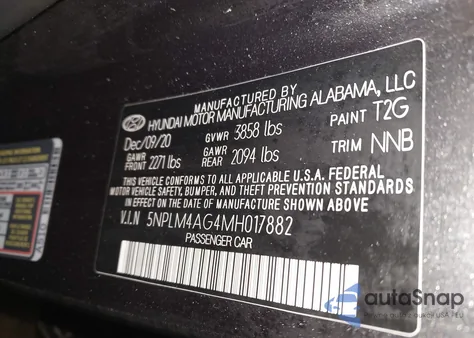 MANUFACTURED BY
HYUNDAI MOTOR MANUFACTURING ALABAMA, LLC
Dec/09/20 GVWR 3858 lbs PAINT T2G
GAWR FRONT 2271 lbs GAWR REAR 2094 lbs TRIM NNB
THIS VEHICLE CONFORMS TO ALL APPLICABLE U.S.A. FEDERAL
MOTOR VEHICLE SAFETY, BUMPER, AND THEFT PREVENTION STANDARDS
IN EFFECT ON THE DATE OF MANUFACTURE SHOWN ABOVE
V.I.N 5NPLM4AG4MH017882
PASSENGER CAR
autoSnap